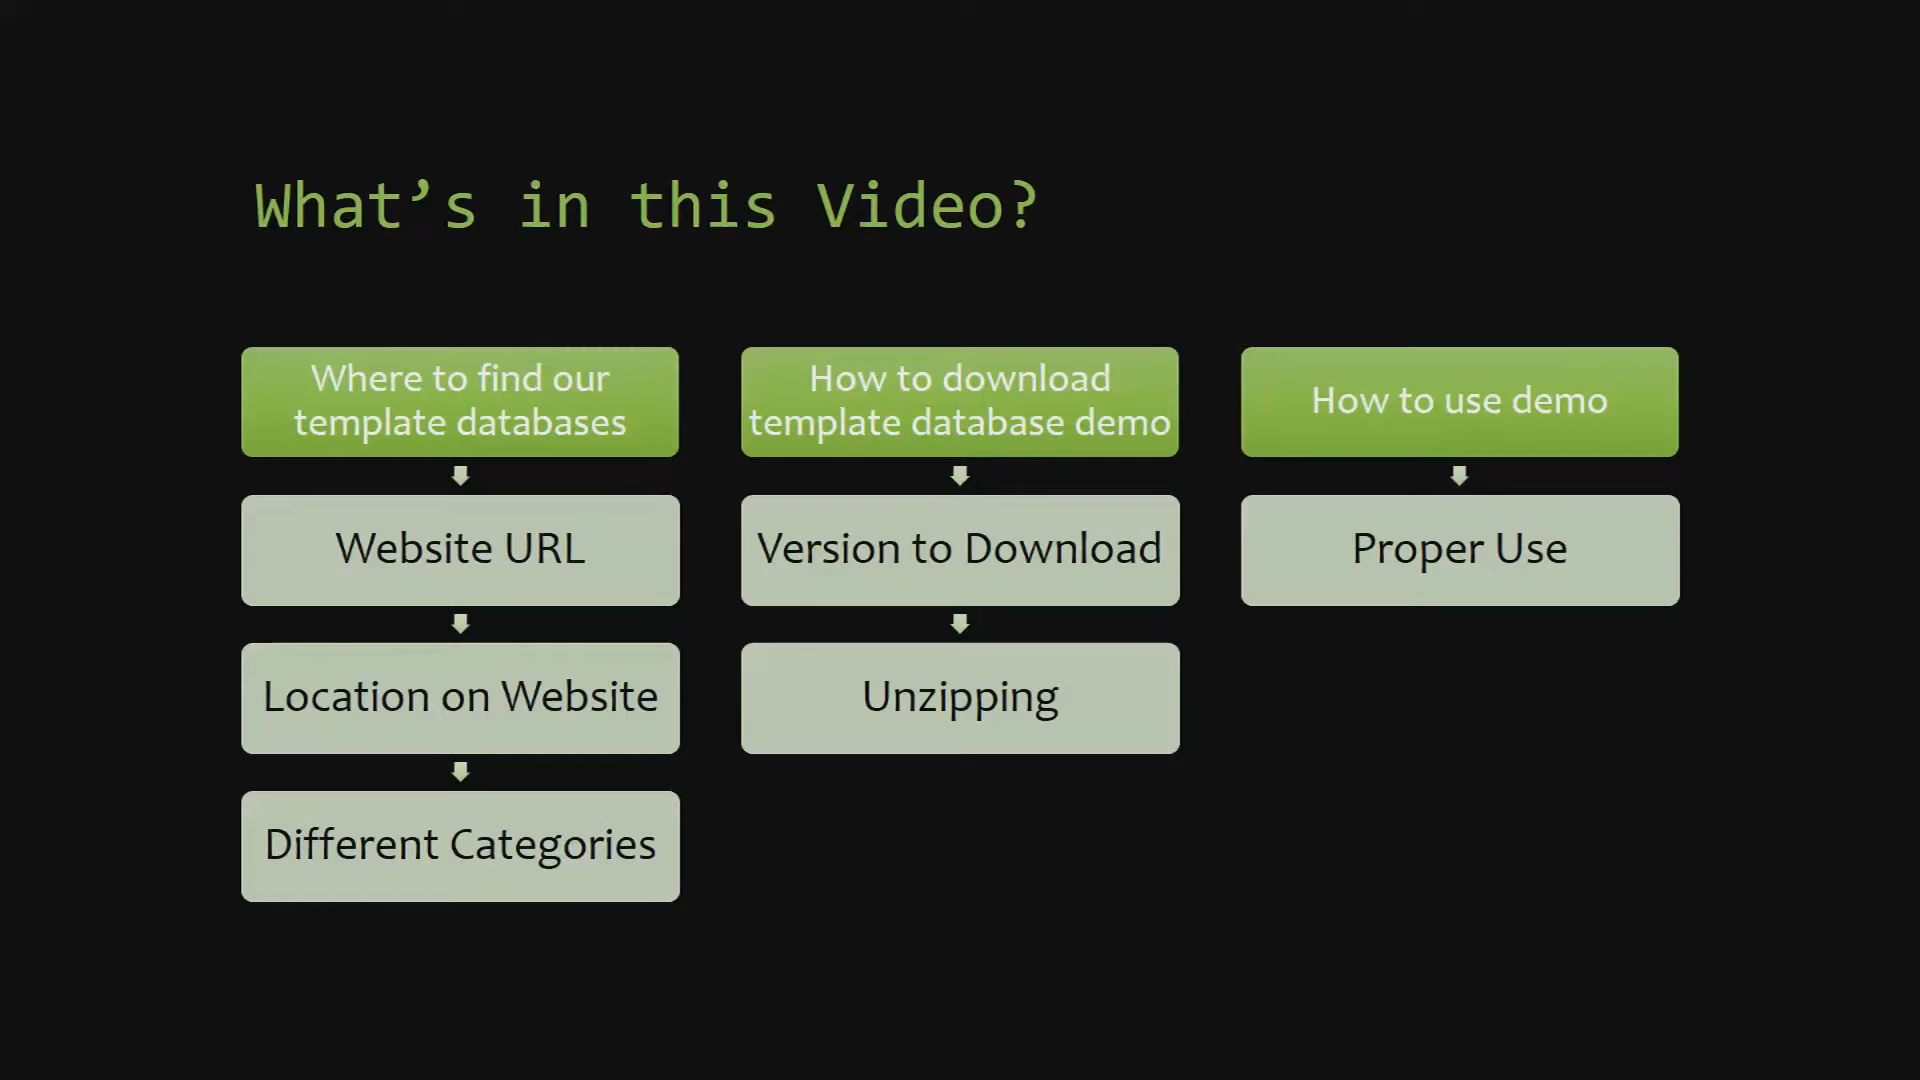 What’s in this Video?
Where to find our
template databases
Website URL
Location on Website
Different Categories
How to download
template database demo
Version to Download
Unzipping
How to use demo
Proper Use